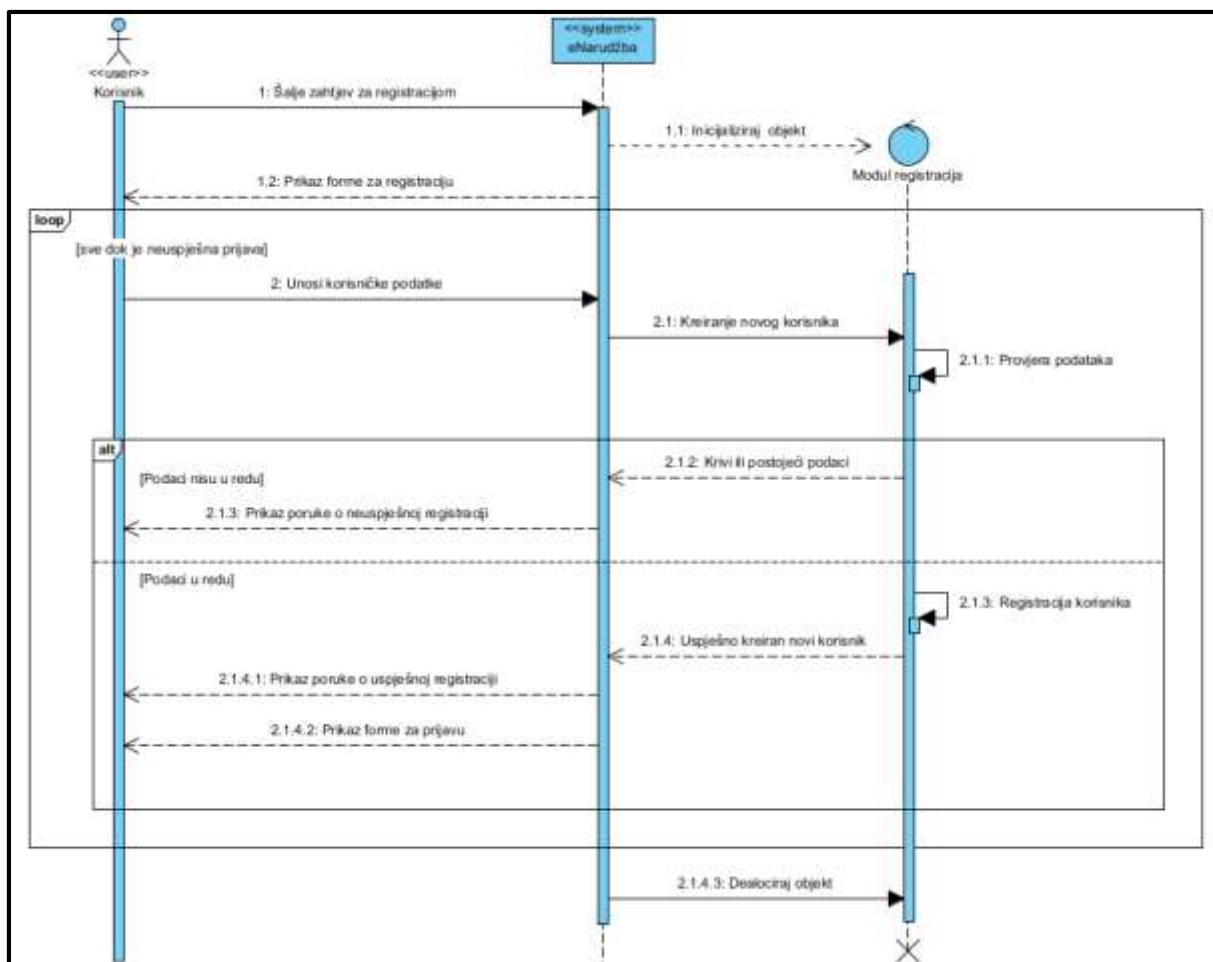 <<system>>
eNarudžba
<<user>>
Korisnik
1: Šalje zahtjev za registracijom
1.1: Inicijaliziraj objekt
Modul registracija
1.2: Prikaz forme za registraciju
loop
[sve dok je neuspješna prijava]
2: Unosi korisničke podatke
2.1: Kreiranje novog korisnika
2.1.1: Provjera podataka
alt
2.1.2: Krivi ili postojeći podaci
[Podaci nisu u redu]
2.1.3: Prikaz poruke o neuspješnoj registraciji
[Podaci u redu]
2.1.3: Registracija korisnika
2.1.4: Uspješno kreiran novi korisnik
2.1.4.1: Prikaz poruke o uspješnoj registraciji
2.1.4.2: Prikaz forme za prijavu
2.1.4.3: Dealociraj objekt